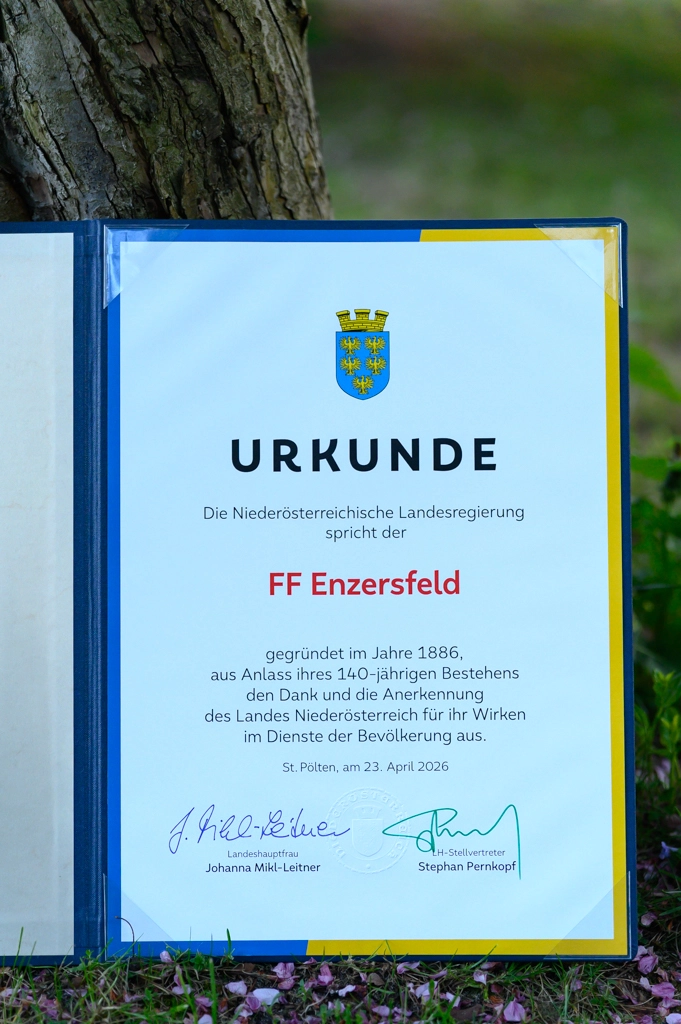 URKUNDE
Die Niederösterreichische Landesregierung
spricht der
FF Enzersfeld
gegründet im Jahre 1886,
aus Anlass ihres 140-jährigen Bestehens
den Dank und die Anerkennung
des Landes Niederösterreich für ihr Wirken
im Dienste der Bevölkerung aus.
St. Pölten, am 23. April 2026
J. Mikl-Leitner
Landeshauptfrau
Johanna Mikl-Leitner
LH-Stellvertreter
Stephan Pernkopf